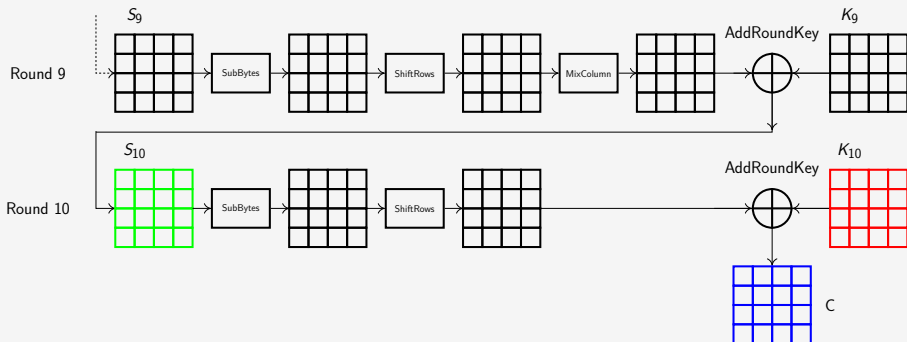 S9 K9
AddRoundKey
Round 9 SubBytes ShiftRows MixColumn
S10 K10
AddRoundKey
Round 10 SubBytes ShiftRows
C